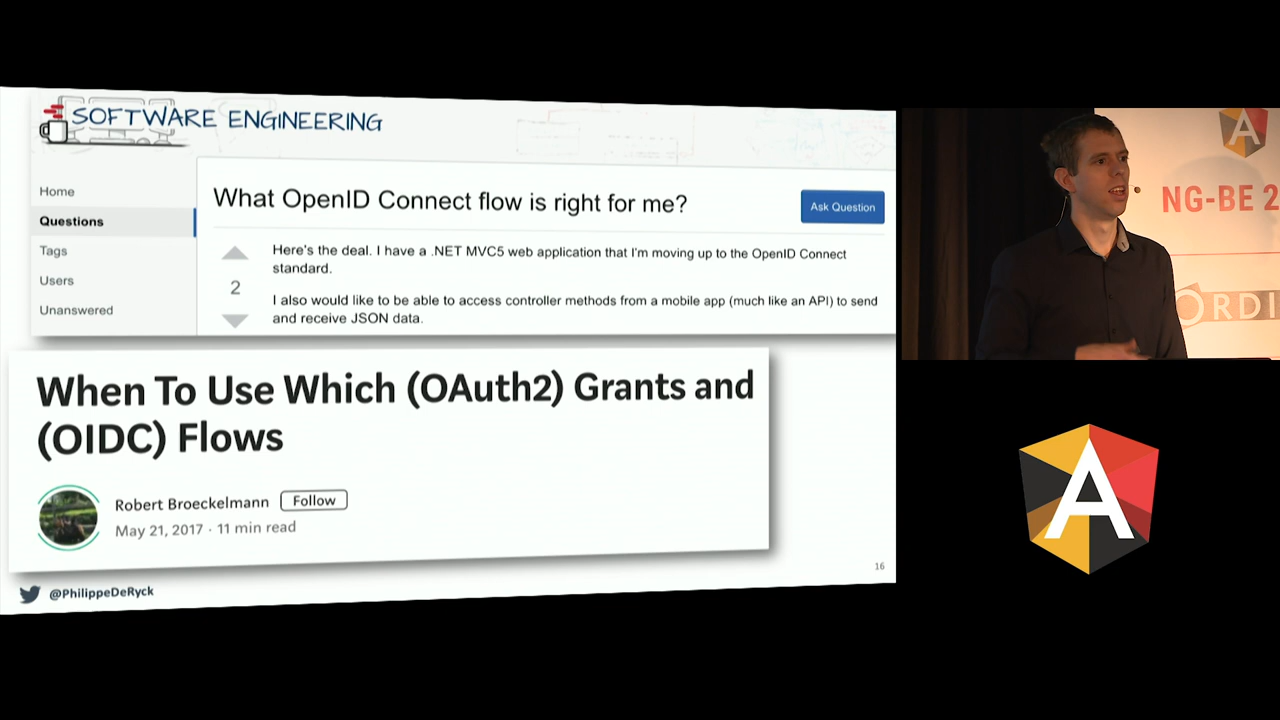 SOFTWARE ENGINEERING
Home
Questions
Tags
Users
Unanswered
What OpenID Connect flow is right for me?
Ask Question
2
Here's the deal. I have a .NET MVC5 web application that I'm moving up to the OpenID Connect
standard.
I also would like to be able to access controller methods from a mobile app (much like an API) to send
and receive JSON data.
When To Use Which (OAuth2) Grants and
(OIDC) Flows
Robert Broeckelmann Follow
May 21, 2017 · 11 min read
@PhilippeDeRyck
16
A
NG-BE 2
ORDI
A